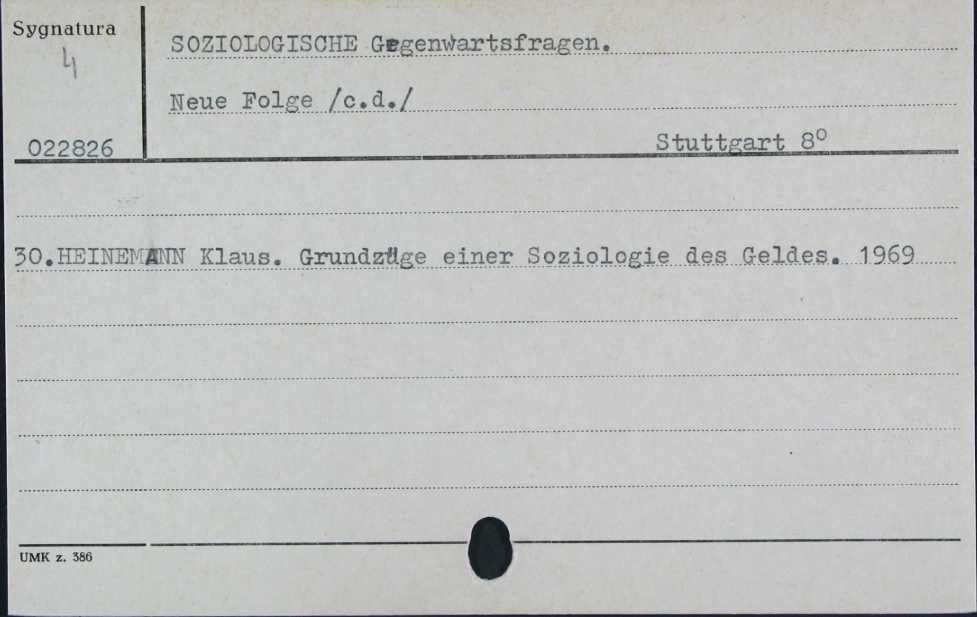 Sygnatura
4
022826
SOZIOLOGISCHE Gegenwartsfragen.
Neue Folge /c.d./
Stuttgart 8°
30.HEINEMANN Klaus. Grundzüge einer Soziologie des Geldes. 1969
UMK z. 386